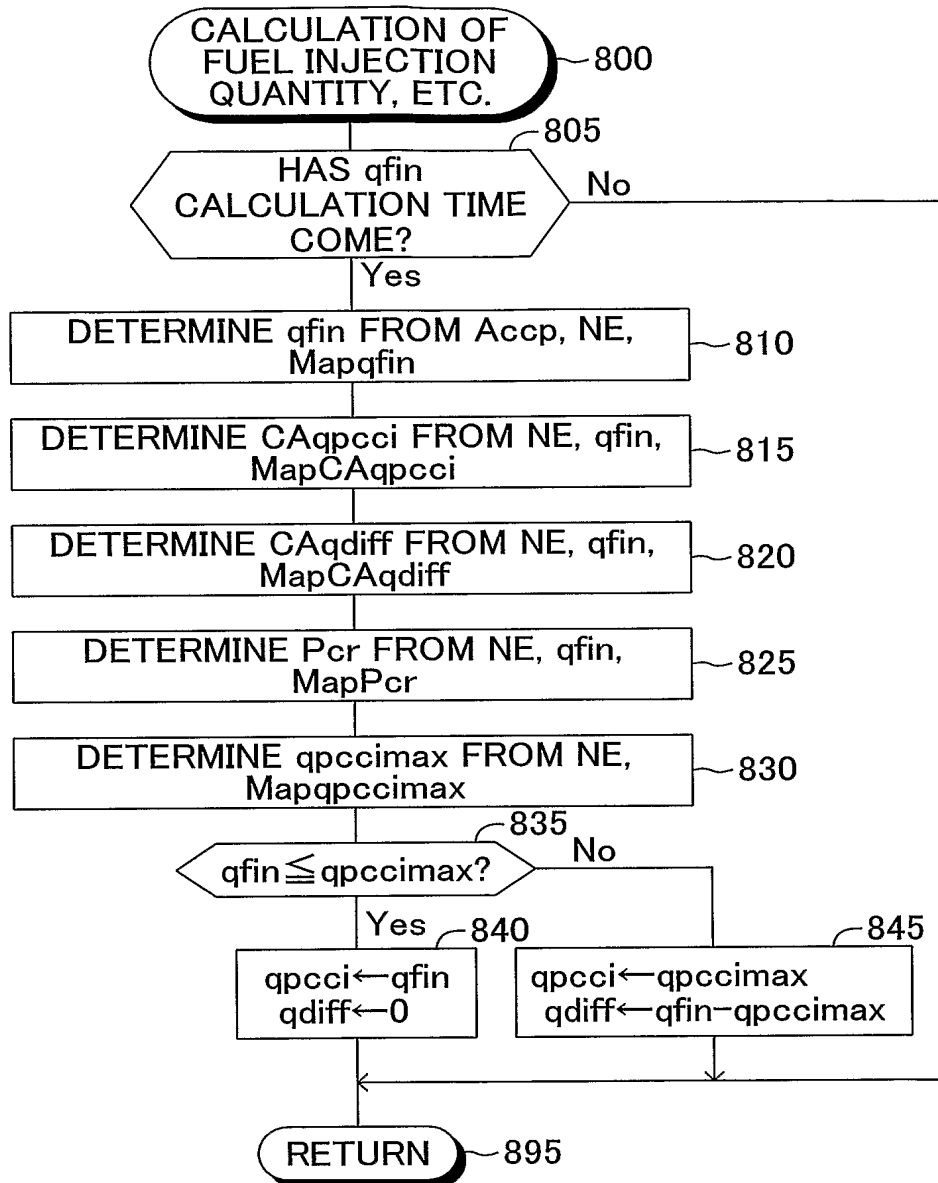 CALCULATION OF
FUEL INJECTION
QUANTITY, ETC.
800
805
HAS qfin
CALCULATION TIME
COME?
No
Yes
DETERMINE qfin FROM Accp, NE,
Mapqfin
810
DETERMINE CAqpcci FROM NE, qfin,
MapCAqpcci
815
DETERMINE CAqdiff FROM NE, qfin,
MapCAqdiff
820
DETERMINE Pcr FROM NE, qfin,
MapPcr
825
DETERMINE qpccimax FROM NE,
Mapqpccimax
830
835
qfin≦qpccimax?
No
Yes
840
qpcci←qfin
qdiff←0
845
qpcci←qpccimax
qdiff←qfin-qpccimax
RETURN
895